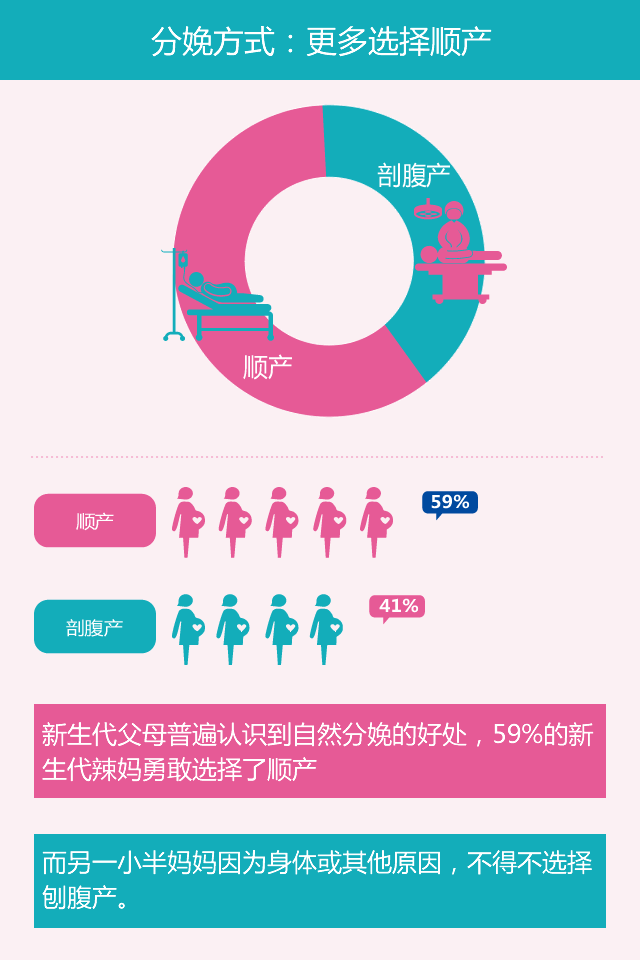 分娩方式：更多选择顺产
剖腹产
顺产
顺产
59%
剖腹产
41%
新生代父母普遍认识到自然分娩的好处，59%的新
生代辣妈勇敢选择了顺产
而另一小半妈妈因为身体或其他原因，不得不选择
刨腹产。